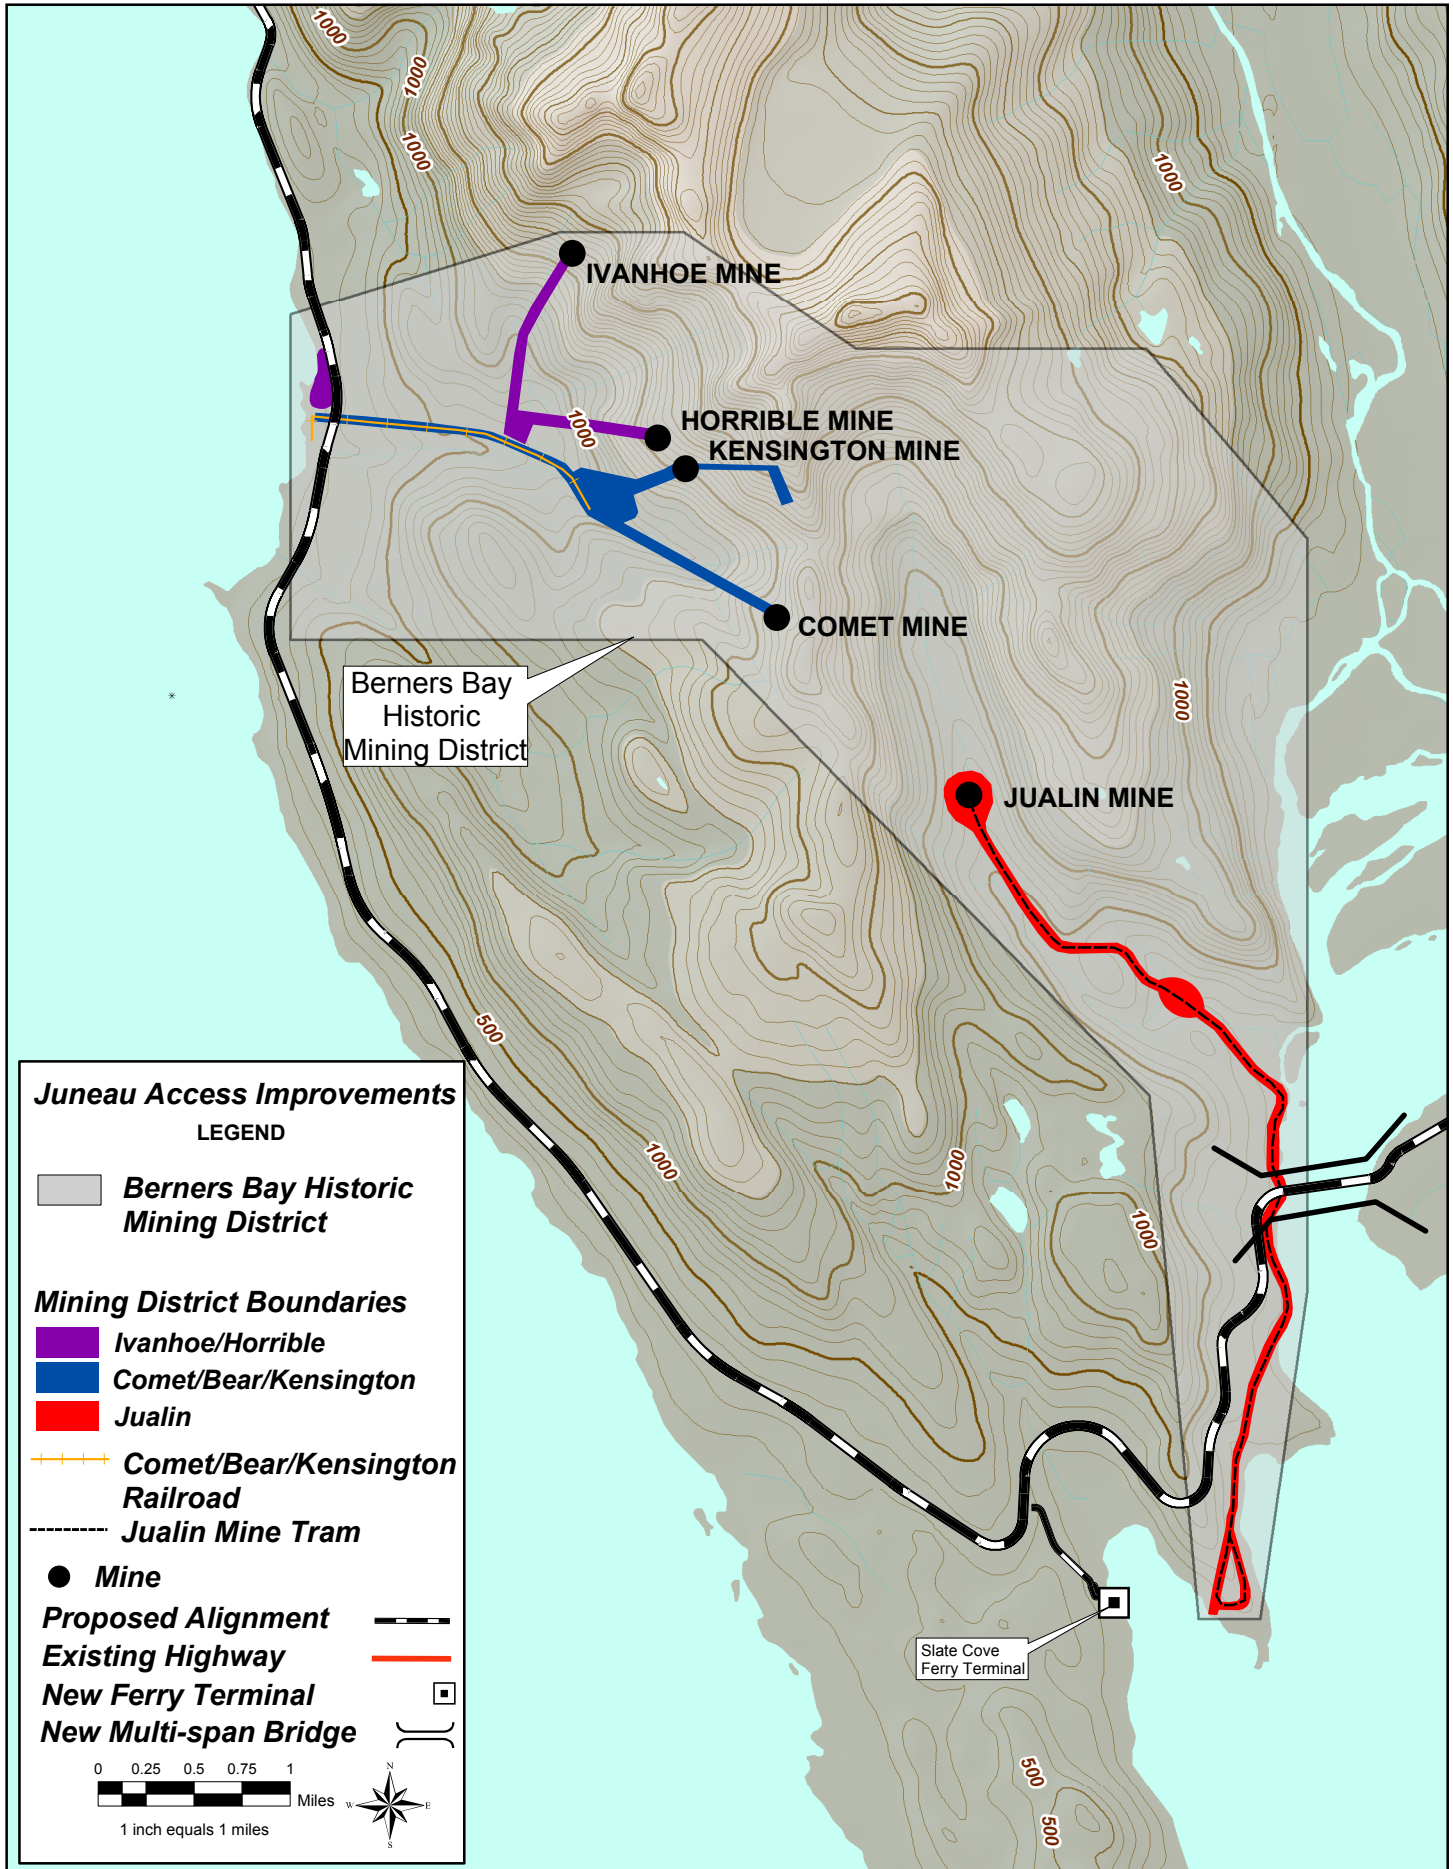 1000
1000
1000
1000
IVANHOE MINE
HORRIBLE MINE
1000
KENSINGTON MINE
COMET MINE
Berners Bay
Historic
Mining District
1000
JUALIN MINE
500
1000
1000
1000
Slate Cove
Ferry Terminal
500
500
Juneau Access Improvements
LEGEND
Berners Bay Historic
Mining District
Mining District Boundaries
Ivanhoe/Horrible
Comet/Bear/Kensington
Jualin
Comet/Bear/Kensington
Railroad
Jualin Mine Tram
Mine
Proposed Alignment
Existing Highway
New Ferry Terminal
New Multi-span Bridge
0 0.25 0.5 0.75 1
Miles
1 inch equals 1 miles
N
W E
S